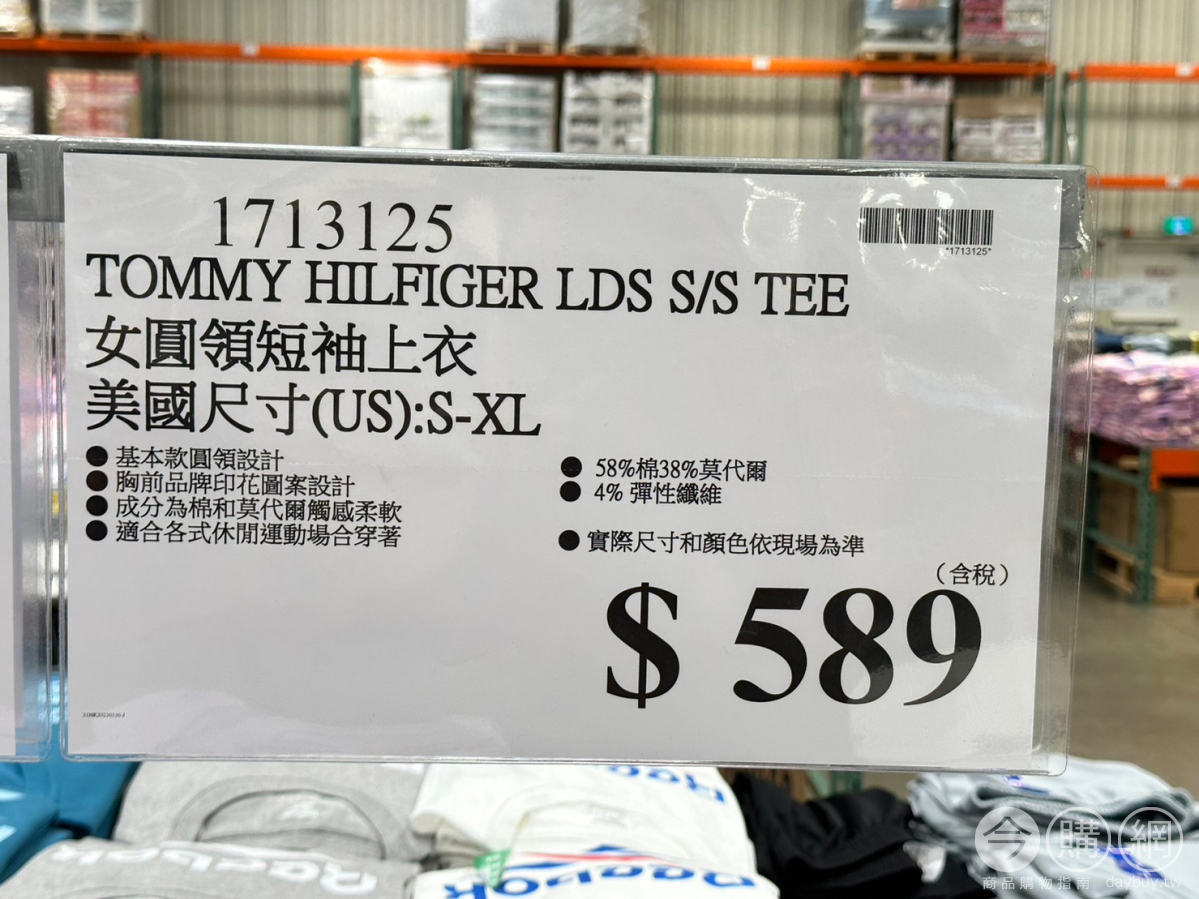 1713125
*1713125*
TOMMY HILFIGER LDS S/S TEE
女圓領短袖上衣
美國尺寸(US):S-XL
● 基本款圓領設計
● 胸前品牌印花圖案設計
● 成分為棉和莫代爾觸感柔軟
● 適合各式休閒運動場合穿著
● 58%棉38%莫代爾
● 4% 彈性纖維
● 實際尺寸和顏色依現場為準
(含稅)
$ 589
Reebok
Reebok
今購網
商品購物指南 daybuy.tw